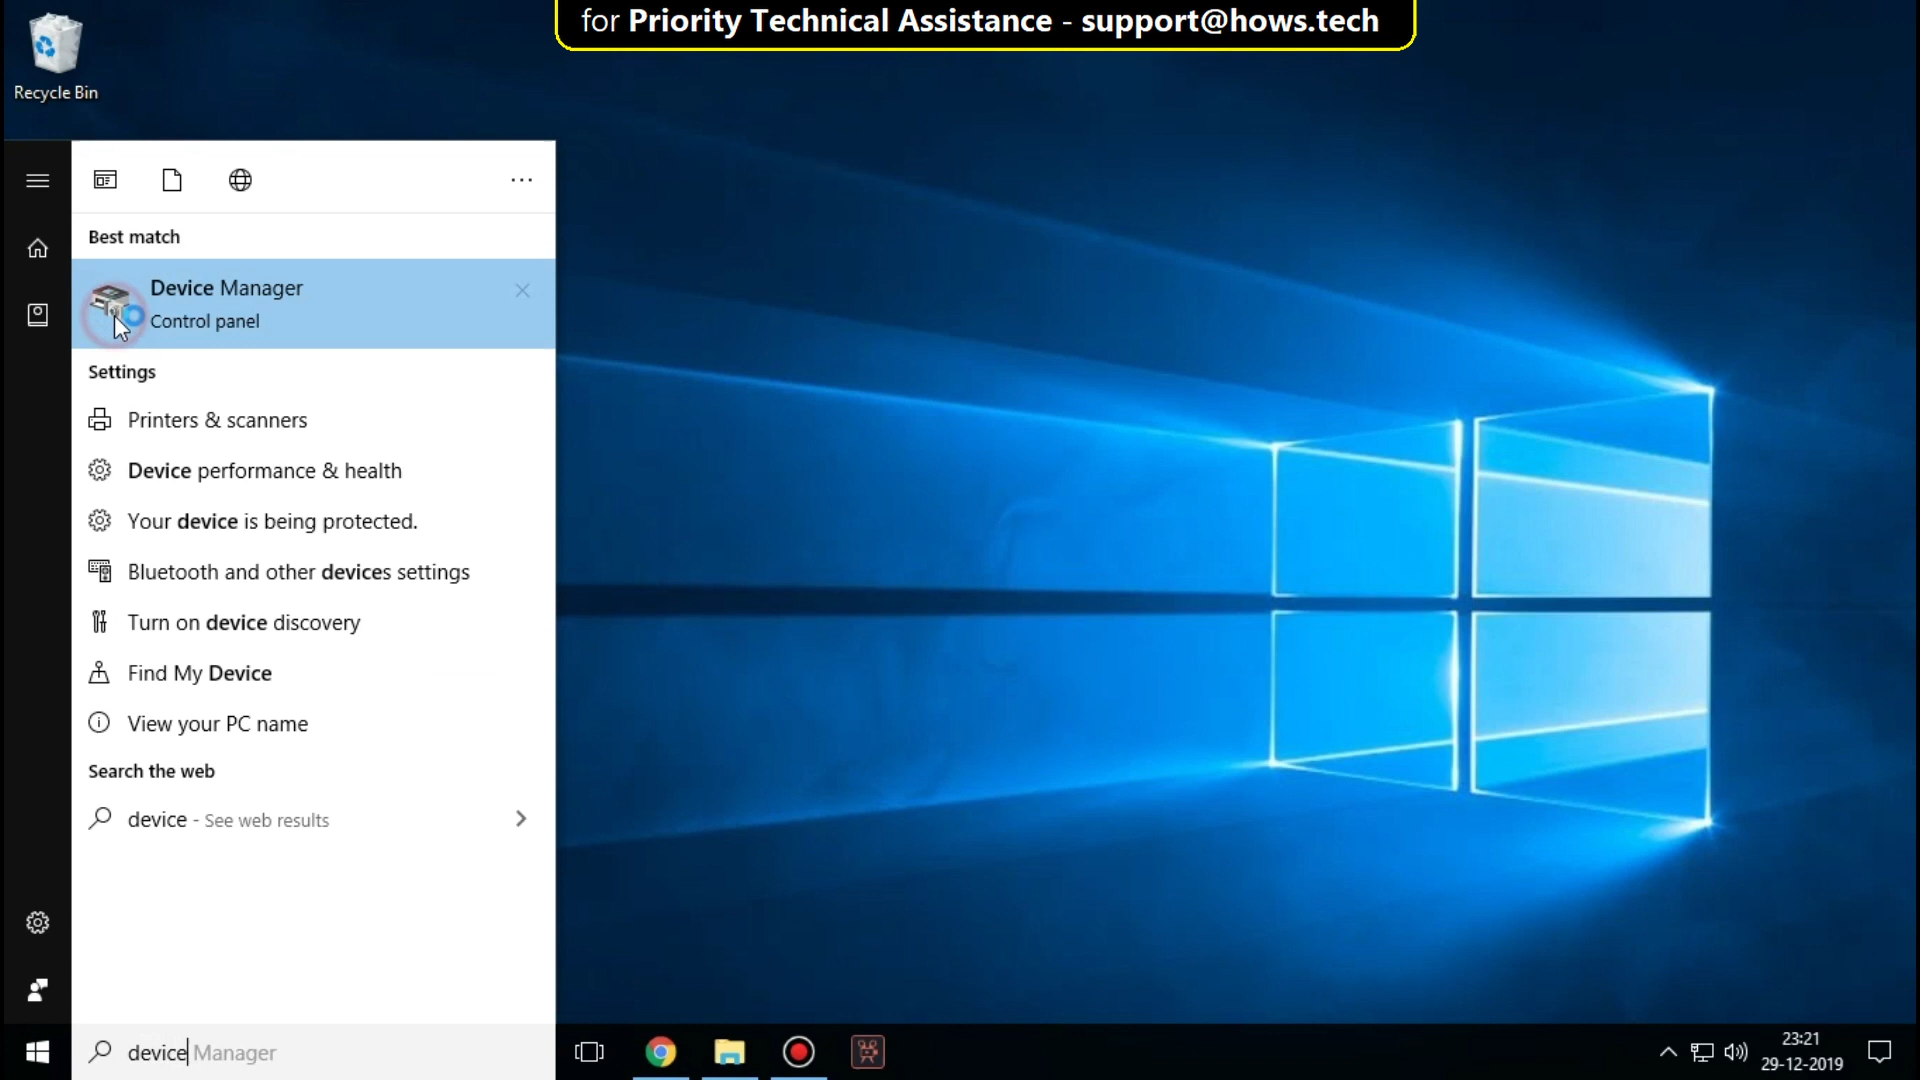 for Priority Technical Assistance - support@hows.tech
Recycle Bin
Best match
Device Manager
Control panel
Settings
Printers & scanners
Device performance & health
Your device is being protected.
Bluetooth and other devices settings
Turn on device discovery
Find My Device
View your PC name
Search the web
device - See web results
device Manager
23:21
29-12-2019